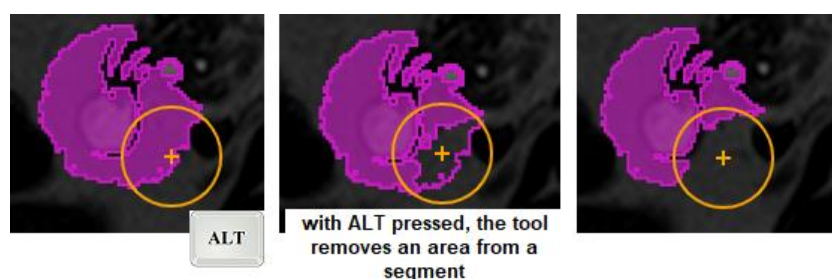 ALT
with ALT pressed, the tool
removes an area from a
segment